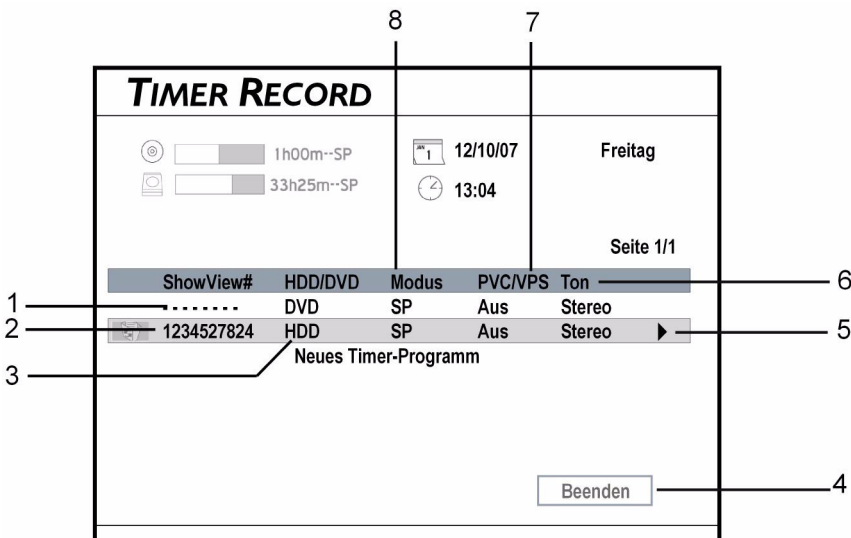 8 7
TIMER RECORD
1h00m--SP JAN 1 12/10/07 Freitag
33h25m--SP 13:04
Seite 1/1
ShowView# HDD/DVD Modus PVC/VPS Ton 6
1 -------- DVD SP Aus Stereo
2 1234527824 HDD SP Aus Stereo 5
Neues Timer-Programm
3
Beenden 4